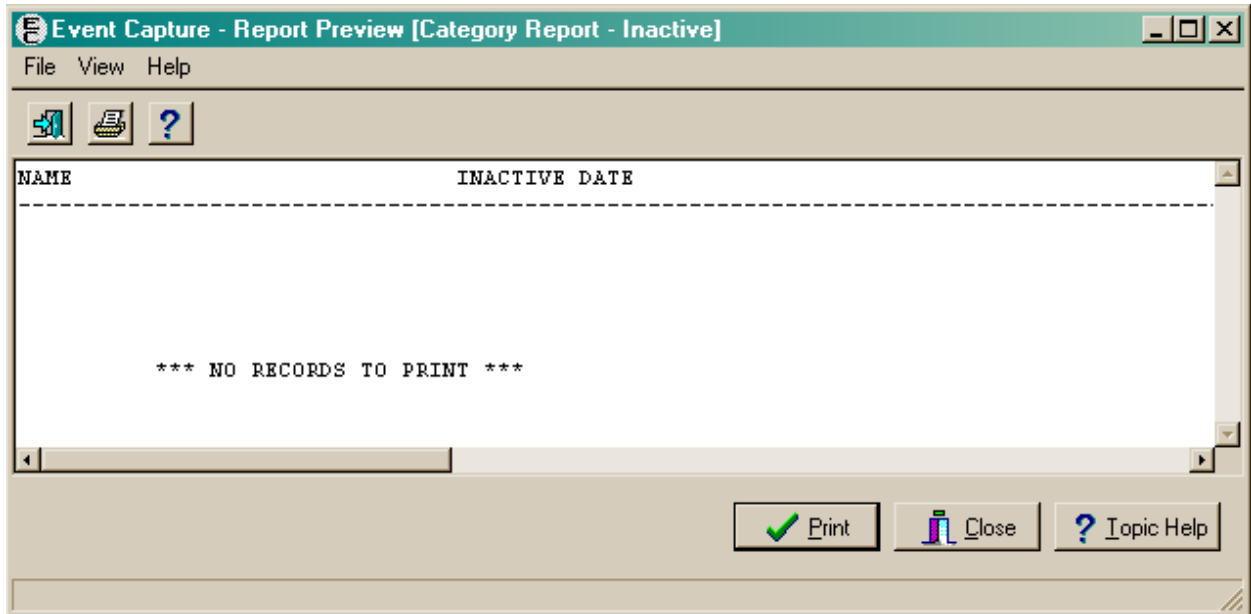 Event Capture - Report Preview [Category Report - Inactive]
File View Help
NAME INACTIVE DATE
--------------------------------------------------------------------------------
*** NO RECORDS TO PRINT ***
Print Close Topic Help